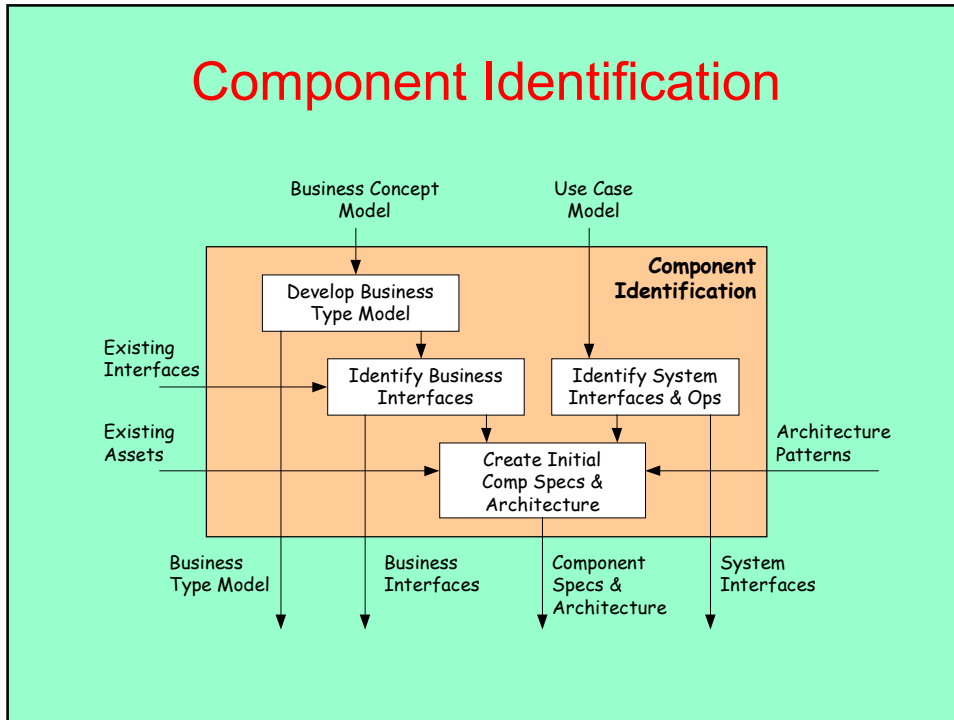 Component Identification
Business Concept
Model
Use Case
Model
Component
Identification
Develop Business
Type Model
Existing
Interfaces
Identify Business
Interfaces
Identify System
Interfaces & Ops
Existing
Assets
Architecture
Patterns
Create Initial
Comp Specs &
Architecture
Business
Type Model
Business
Interfaces
Component
Specs &
Architecture
System
Interfaces